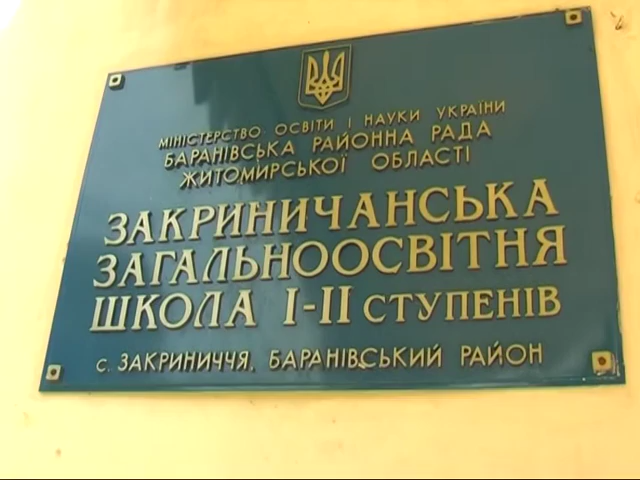 МІНІСТЕРСТВО ОСВІТИ І НАУКИ УКРАЇНИ
БАРАНІВСЬКА РАЙОННА РАДА
ЖИТОМИРСЬКОЇ ОБЛАСТІ
ЗАКРИНИЧАНСЬКА
ЗАГАЛЬНООСВІТНЯ
ШКОЛА І-ІІ СТУПЕНІВ
с. ЗАКРИНИЧЧЯ, БАРАНІВСЬКИЙ РАЙОН